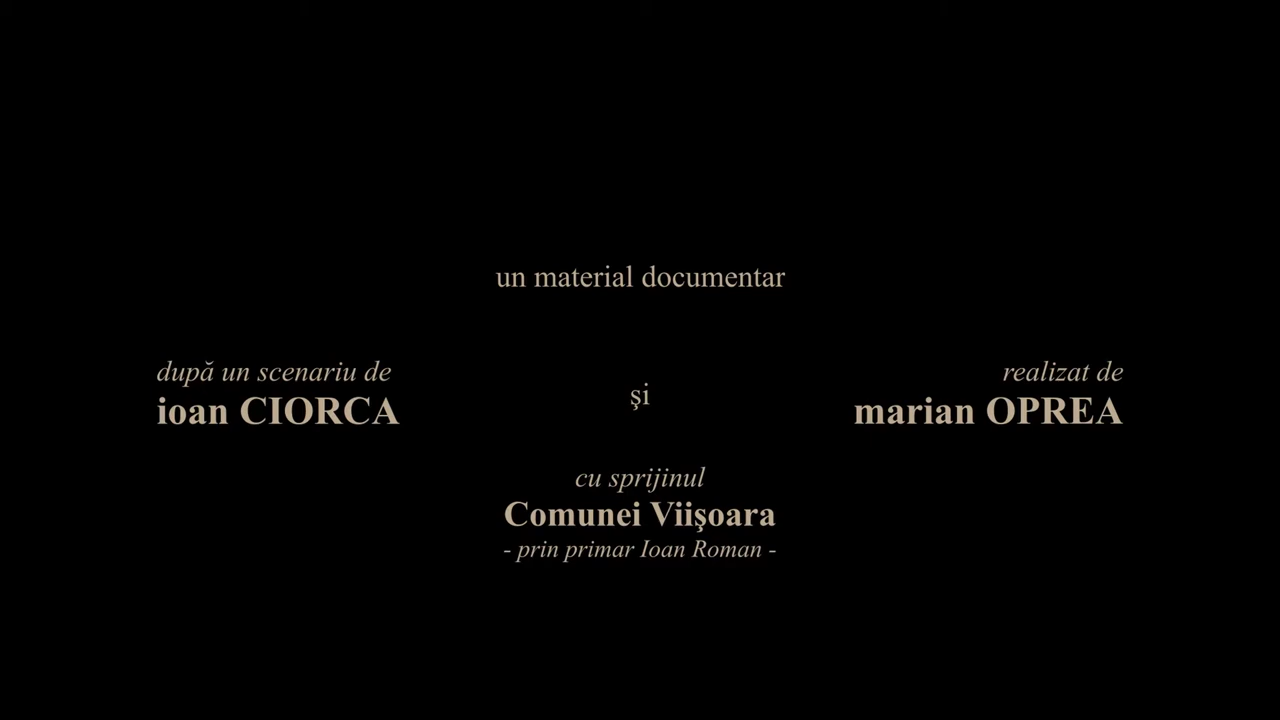 un material documentar
după un scenariu de
ioan CIORCA
şi
realizat de
marian OPREA
cu sprijinul
Comunei Viişoara
- prin primar Ioan Roman -